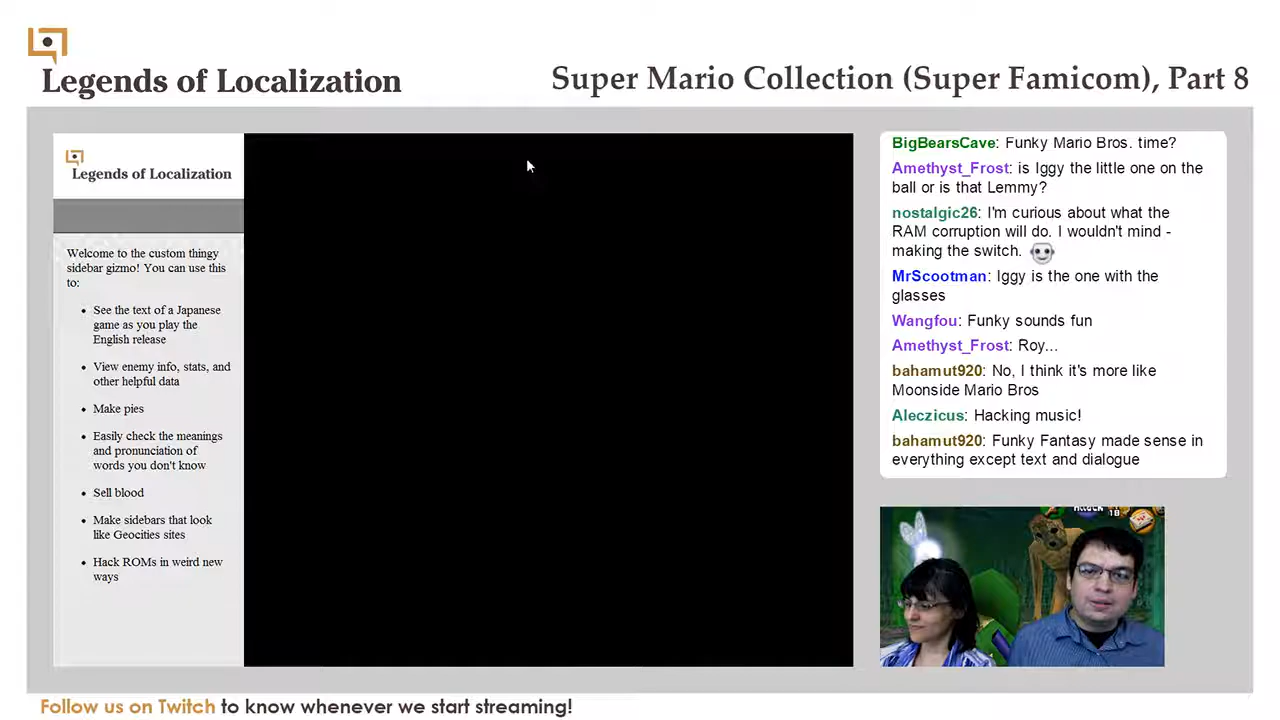 Legends of Localization
Super Mario Collection (Super Famicom), Part 8
Legends of Localization
Welcome to the custom thingy
sidebar gizmo! You can use this
to:
• See the text of a Japanese
game as you play the
English release
• View enemy info, stats, and
other helpful data
• Make pies
• Easily check the meanings
and pronunciation of
words you don't know
• Sell blood
• Make sidebars that look
like Geocities sites
• Hack ROMs in weird new
ways
BigBearsCave: Funky Mario Bros. time?
Amethyst_Frost: is Iggy the little one on the
ball or is that Lemmy?
nostalgic26: I'm curious about what the
RAM corruption will do. I wouldn't mind -
making the switch.
MrScootman: Iggy is the one with the
glasses
Wangfou: Funky sounds fun
Amethyst_Frost: Roy...
bahamut920: No, I think it's more like
Moonside Mario Bros
Aleczicus: Hacking music!
bahamut920: Funky Fantasy made sense in
everything except text and dialogue
18
Follow us on Twitch to know whenever we start streaming!